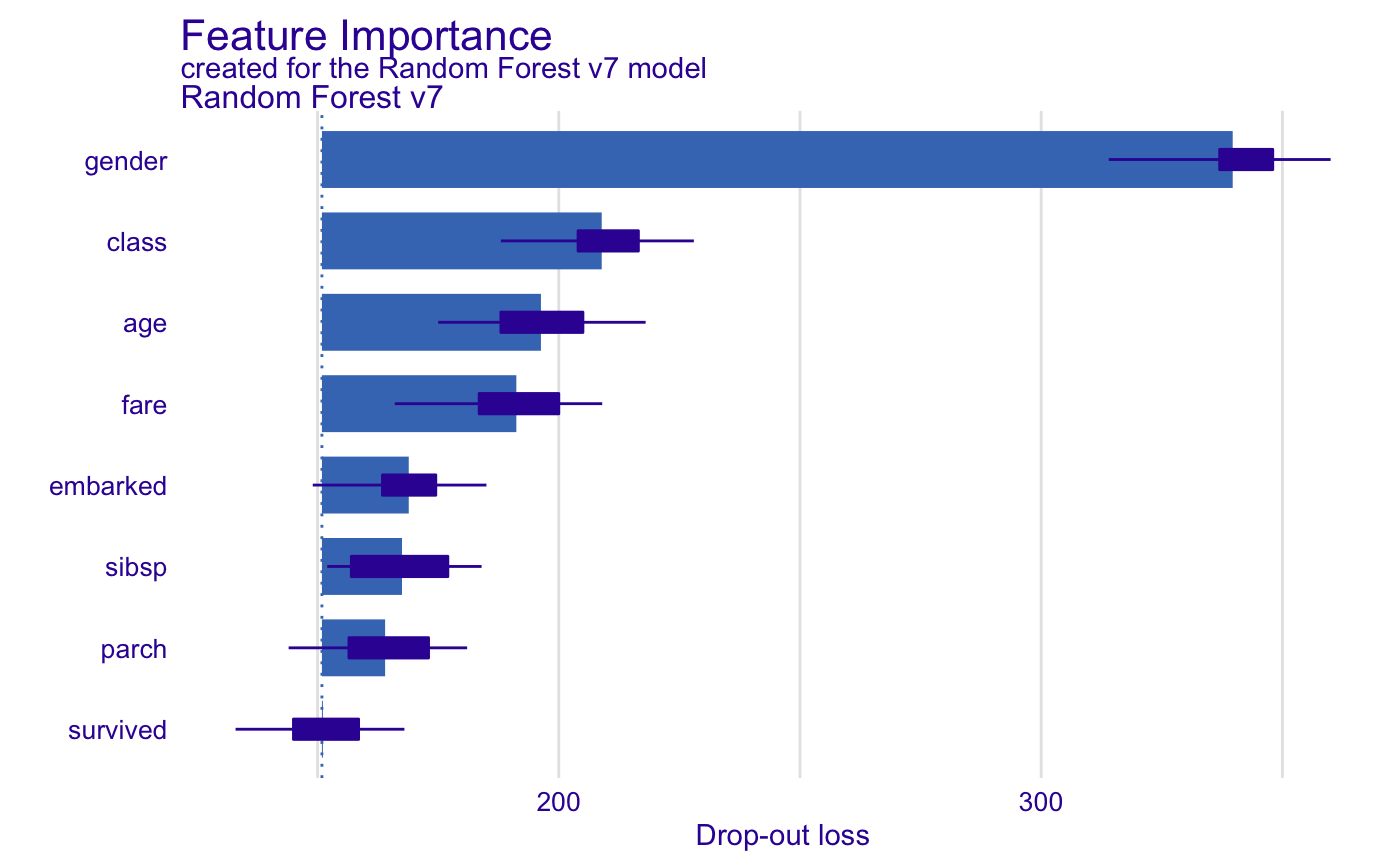 Feature Importance
created for the Random Forest v7 model
Random Forest v7
gender
class
age
fare
embarked
sibsp
parch
survived
200
300
Drop-out loss